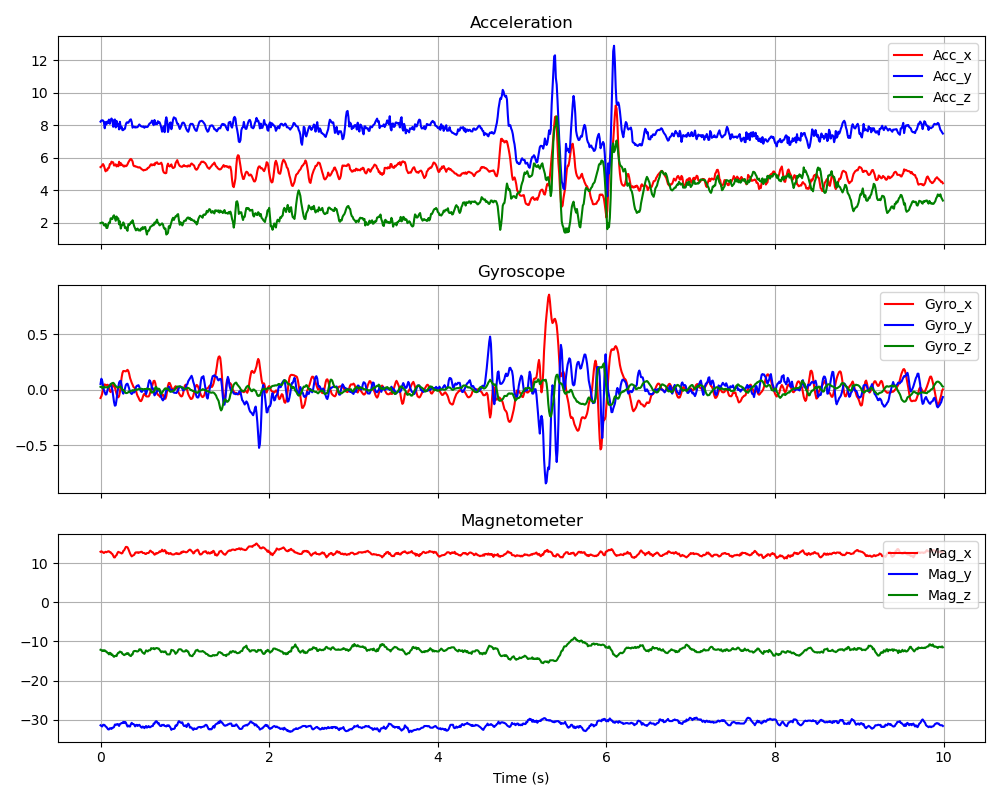 Acceleration
12
10
8
6
4
2
Acc_x
Acc_y
Acc_z
Gyroscope
0.5
0.0
−0.5
Gyro_x
Gyro_y
Gyro_z
Magnetometer
10
0
−10
−20
−30
Mag_x
Mag_y
Mag_z
0 2 4 6 8 10
Time (s)